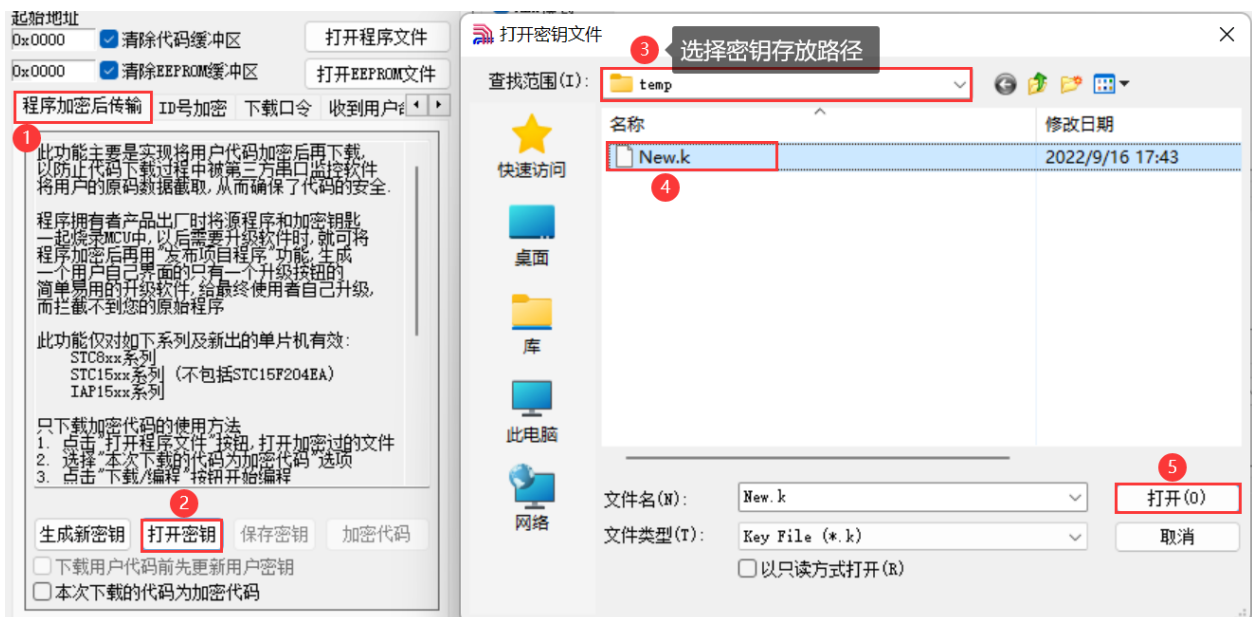 起始地址
0x0000
清除代码缓冲区
打开程序文件
0x0000
清除EEPROM缓冲区
打开EEPROM文件
程序加密后传输
ID号加密
下载口令
收到用户
1
此功能主要是实现将用户代码加密后再下载,
以防止代码下载过程中被第三方串口监控软件
将用户的原码数据截取,从而确保了代码的安全.
程序拥有者产品出厂时将源程序和加密钥匙
一起烧录MCU中,以后需要升级软件时,就可将
程序加密后再用"发布项目程序"功能,生成
一个用户自己界面的只有一个升级按钮的
简单易用的升级软件,给最终使用者自己升级,
而拦截不到您的原始程序
此功能仅对如下系列及新出的单片机有效:
STC8xx系列
STC15xx系列 (不包括STC15F204EA)
IAP15xx系列
只下载加密代码的使用方法
1. 点击"打开程序文件"按钮,打开加密过的文件
2. 选择"本次下载的代码为加密代码"选项
3. 点击"下载/编程"按钮开始编程
2
生成新密钥
打开密钥
保存密钥
加密代码
下载用户代码前先更新用户密钥
本次下载的代码为加密代码
打开密钥文件
3
选择密钥存放路径
查找范围(I):
temp
名称
修改日期
New.k
2022/9/16 17:43
4
快速访问
桌面
库
此电脑
网络
5
文件名(N):
New.k
打开(O)
文件类型(T):
Key File (*.k)
取消
以只读方式打开(R)